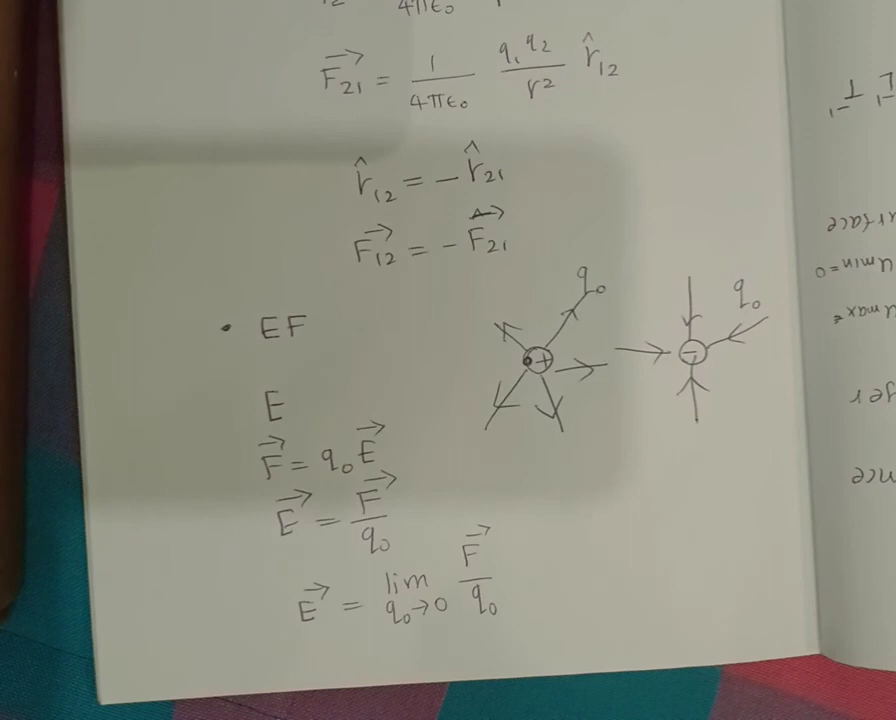 4πε₀
F⃗₂₁ = 1/4πε₀ q₁q₂/r² r̂₁₂
r̂₁₂ = − r̂₂₁
F⃗₁₂ = − F⃗₂₁
• EF
q₀
+
q₀
−
E
F⃗ = q₀E⃗
E⃗ = F⃗/q₀
E⃗ = lim q₀→0 F⃗/q₀